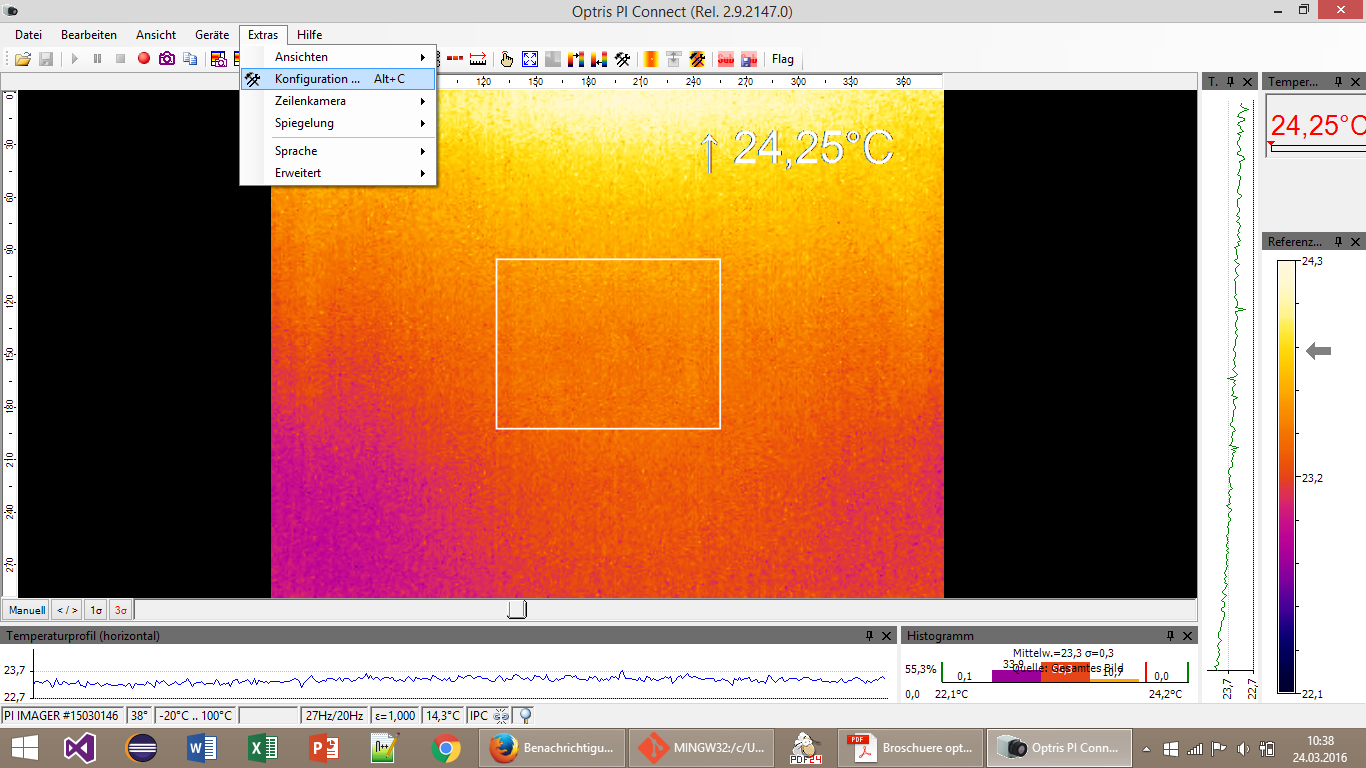 Optris PI Connect (Rel. 2.9.2147.0)
Datei Bearbeiten Ansicht Geräte Extras Hilfe
Flag
Ansichten
Konfiguration ... Alt+C
Zeilenkamera
Spiegelung
Sprache
Erweitert
120 150 180 210 240 270 300 330 360
0
30
60
90
120
150
180
210
240
270
↑ 24,25°C
T.
Temper...
24,25°C
Referenz...
24,3
23,2
22,1
23,7
22,7
Manuell < / > 1σ 3σ
Temperaturprofil (horizontal)
23,7
22,7
Histogramm
Mittelw.=23,3 σ=0,3
Quelle: Gesamtes Bild
55,3%
0,1
33,9
10,7
0,0
0,0
22,1°C
24,2°C
PI IMAGER #15030146 38° -20°C .. 100°C 27Hz/20Hz ε=1,000 14,3°C IPC
W X P n++ PDF24
Benachrichtigu...
MINGW32:/c/U...
PDF
Broschuere opt...
Optris PI Conn...
10:38
24.03.2016